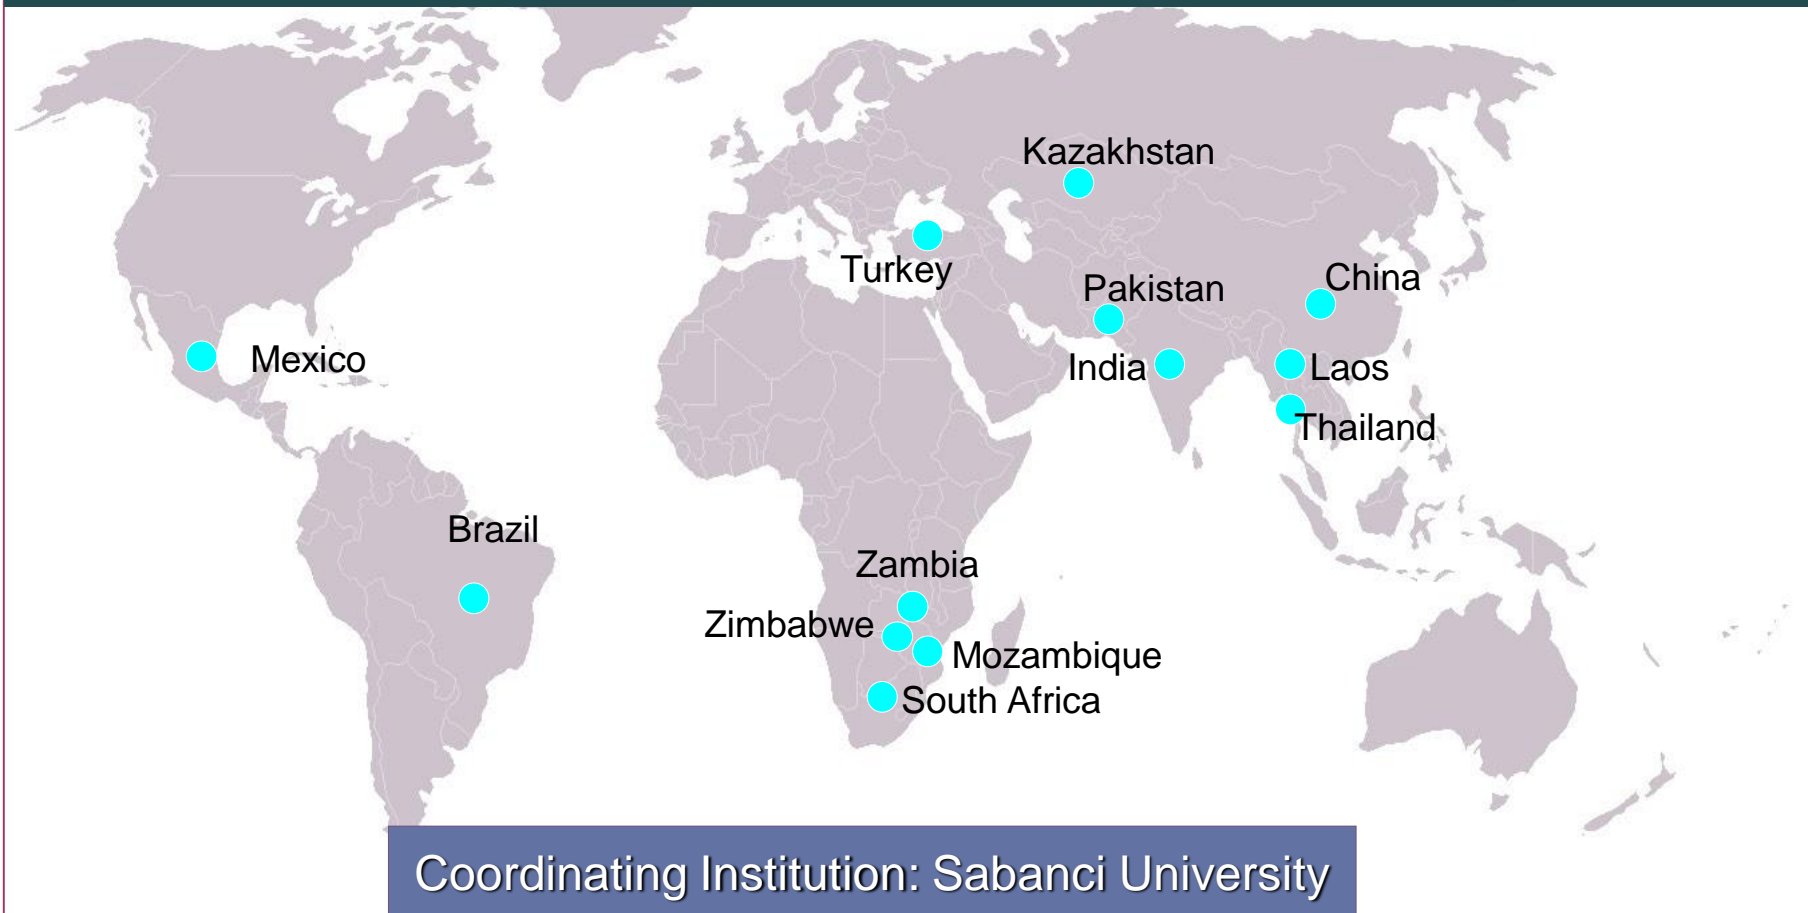 Kazakhstan
Turkey
Pakistan
China
Mexico
India
Laos
Thailand
Brazil
Zambia
Zimbabwe
Mozambique
South Africa
Coordinating Institution: Sabanci University